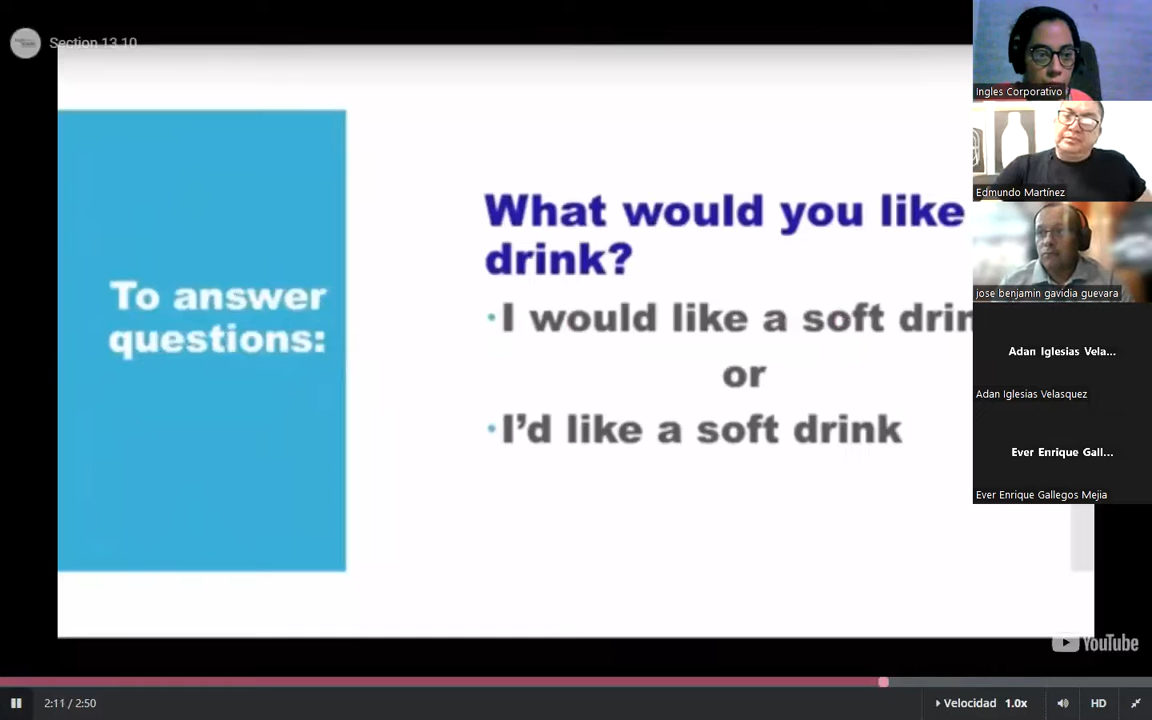 Section 13.10
To answer
questions:
What would you like
drink?
·I would like a soft drin
or
·I'd like a soft drink
Ingles Corporativo
Edmundo Martínez
jose benjamin gavidia guevara
Adan Iglesias Vela...
Adan Iglesias Velasquez
Ever Enrique Gall...
Ever Enrique Gallegos Mejia
YouTube
2:11 / 2:50
Velocidad 1.0x
HD